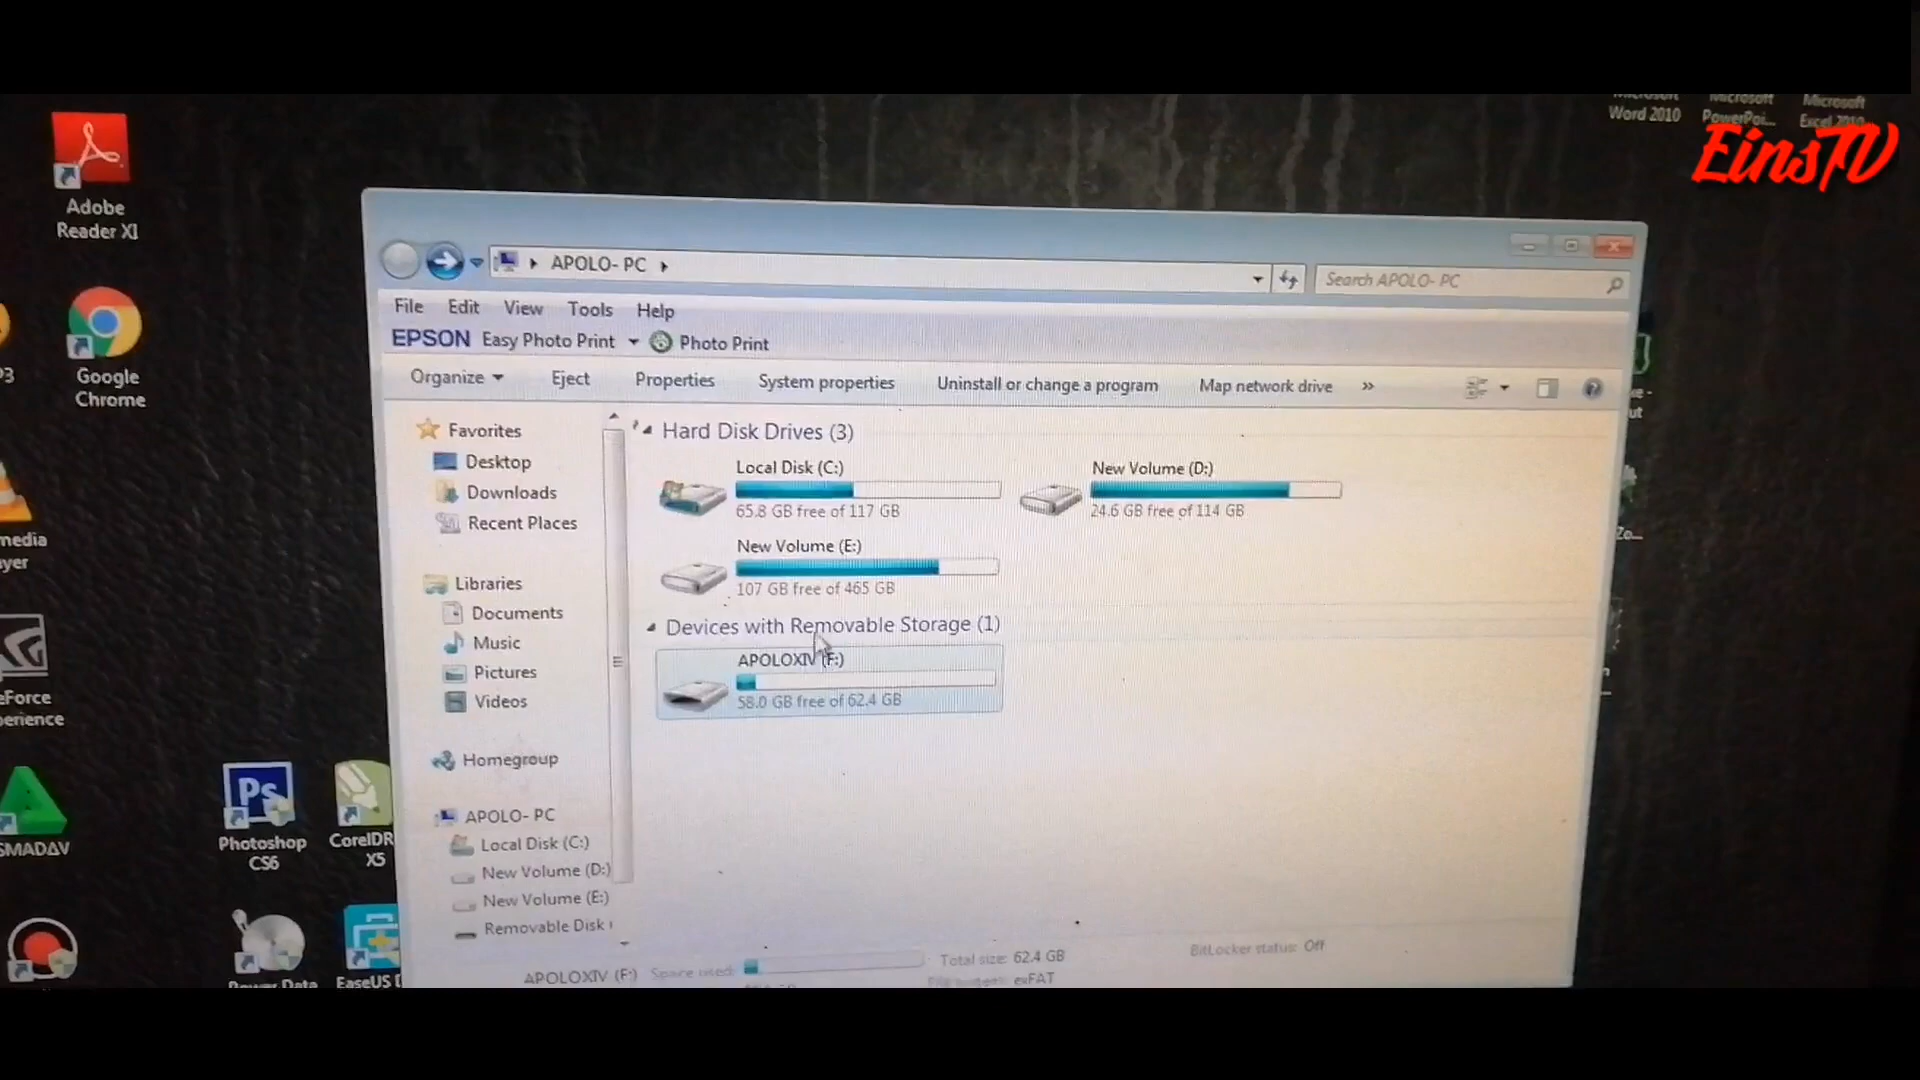 Word 2010
PowerPoi...
Microsoft
Excel 2010
EinsTV
Adobe
Reader XI
Google
Chrome
APOLO- PC
Search APOLO- PC
File Edit View Tools Help
EPSON Easy Photo Print Photo Print
Organize Eject Properties System properties Uninstall or change a program Map network drive »
Favorites
Desktop
Downloads
Recent Places
Libraries
Documents
Music
Pictures
Videos
Homegroup
APOLO- PC
Local Disk (C:)
New Volume (D:)
New Volume (E:)
Removable Disk
Hard Disk Drives (3)
Local Disk (C:)
65.8 GB free of 117 GB
New Volume (D:)
24.6 GB free of 114 GB
New Volume (E:)
107 GB free of 465 GB
Devices with Removable Storage (1)
APOLOXIV (F:)
58.0 GB free of 62.4 GB
APOLOXIV (F:) Space used: Total size: 62.4 GB BitLocker status: Off
exFAT
SMADAV
Ps
Photoshop
CS6
CorelDR
X5
Power Data
EaseUS